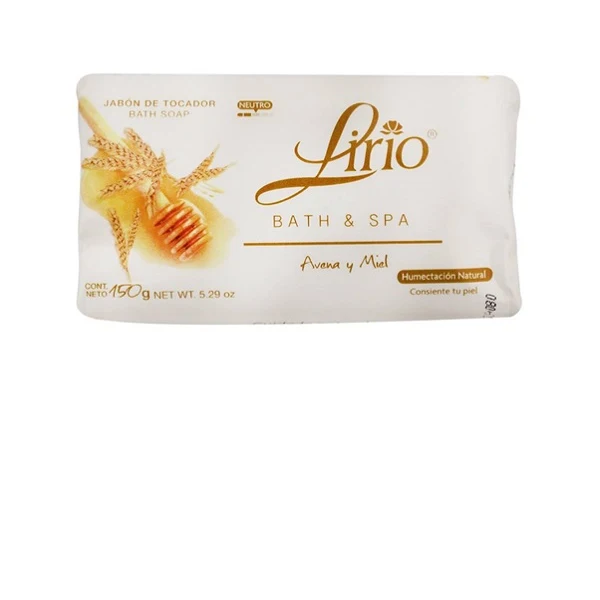 JABÓN DE TOCADOR
BATH SOAP
NEUTRO
Lirio®
BATH & SPA
Avena y Miel
Humectación Natural
Consiente tu piel
CONT.
NETO 150g NET WT. 5.29 oz